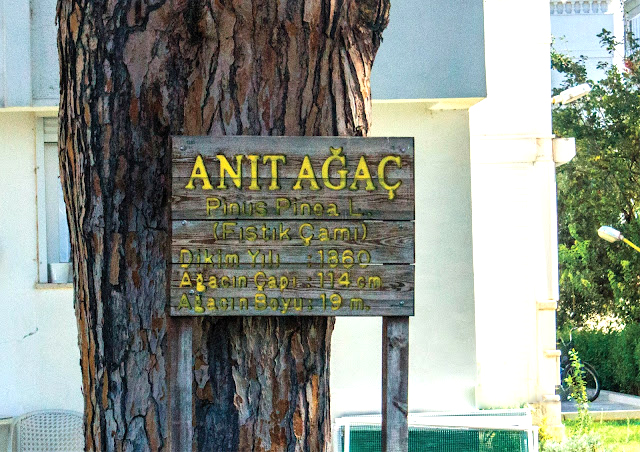 ANIT AĞAÇ
Pinus Pinea L.
(Fıstık Çamı)
Dikim Yılı : 1860
Ağacın Çapı : 114 cm
Ağacın Boyu : 19 m.